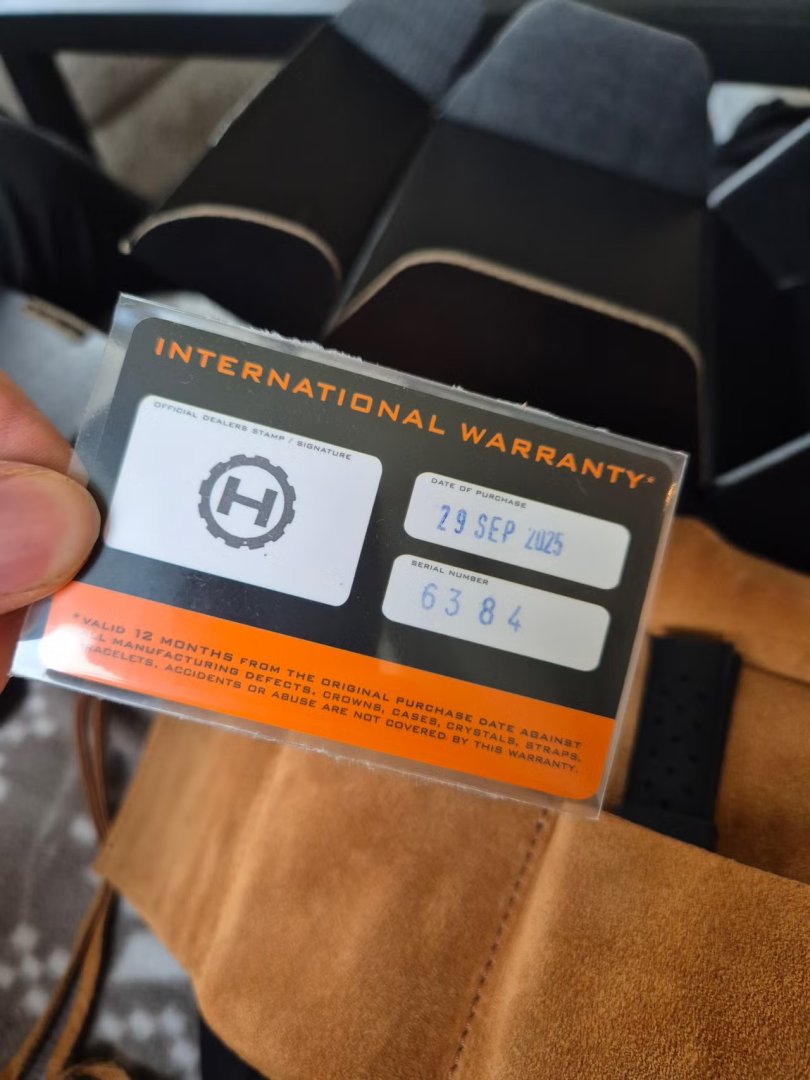 INTERNATIONAL WARRANTY*
OFFICIAL DEALERS STAMP / SIGNATURE
H
DATE OF PURCHASE
29 SEP 2025
SERIAL NUMBER
6384
*VALID 12 MONTHS FROM THE ORIGINAL PURCHASE DATE AGAINST
ALL MANUFACTURING DEFECTS. CROWNS, CASES, CRYSTALS, STRAPS,
BRACELETS, ACCIDENTS OR ABUSE ARE NOT COVERED BY THIS WARRANTY.